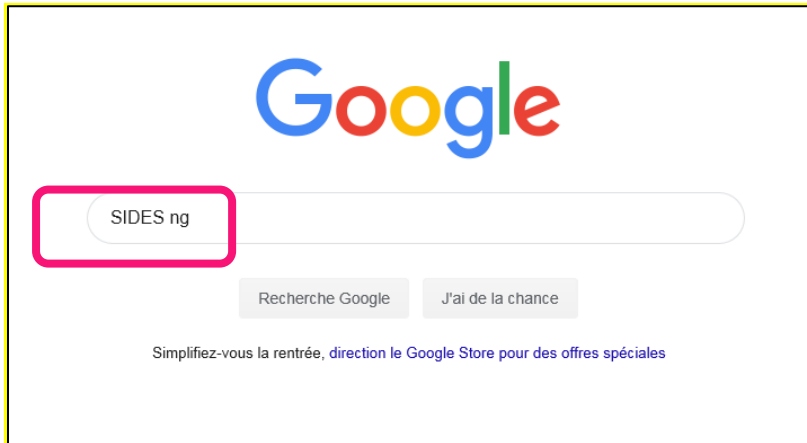 Google
SIDES ng
Recherche Google J'ai de la chance
Simplifiez-vous la rentrée, direction le Google Store pour des offres spéciales